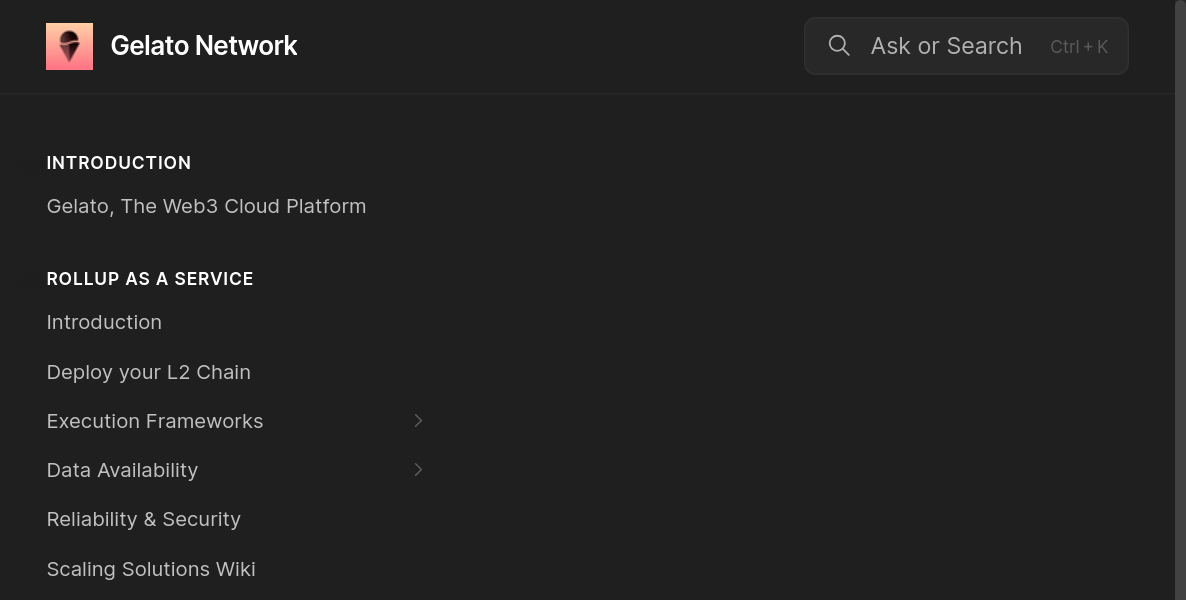 Gelato Network
Ask or Search Ctrl + K
INTRODUCTION
Gelato, The Web3 Cloud Platform
ROLLUP AS A SERVICE
Introduction
Deploy your L2 Chain
Execution Frameworks
Data Availability
Reliability & Security
Scaling Solutions Wiki